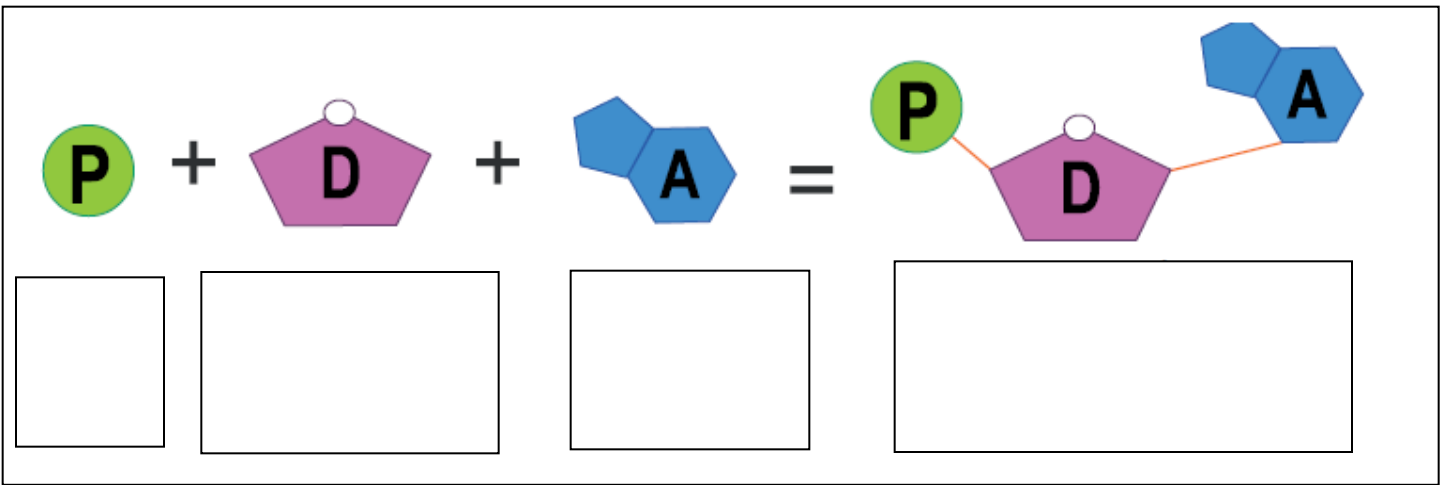 P + D + A = P D A